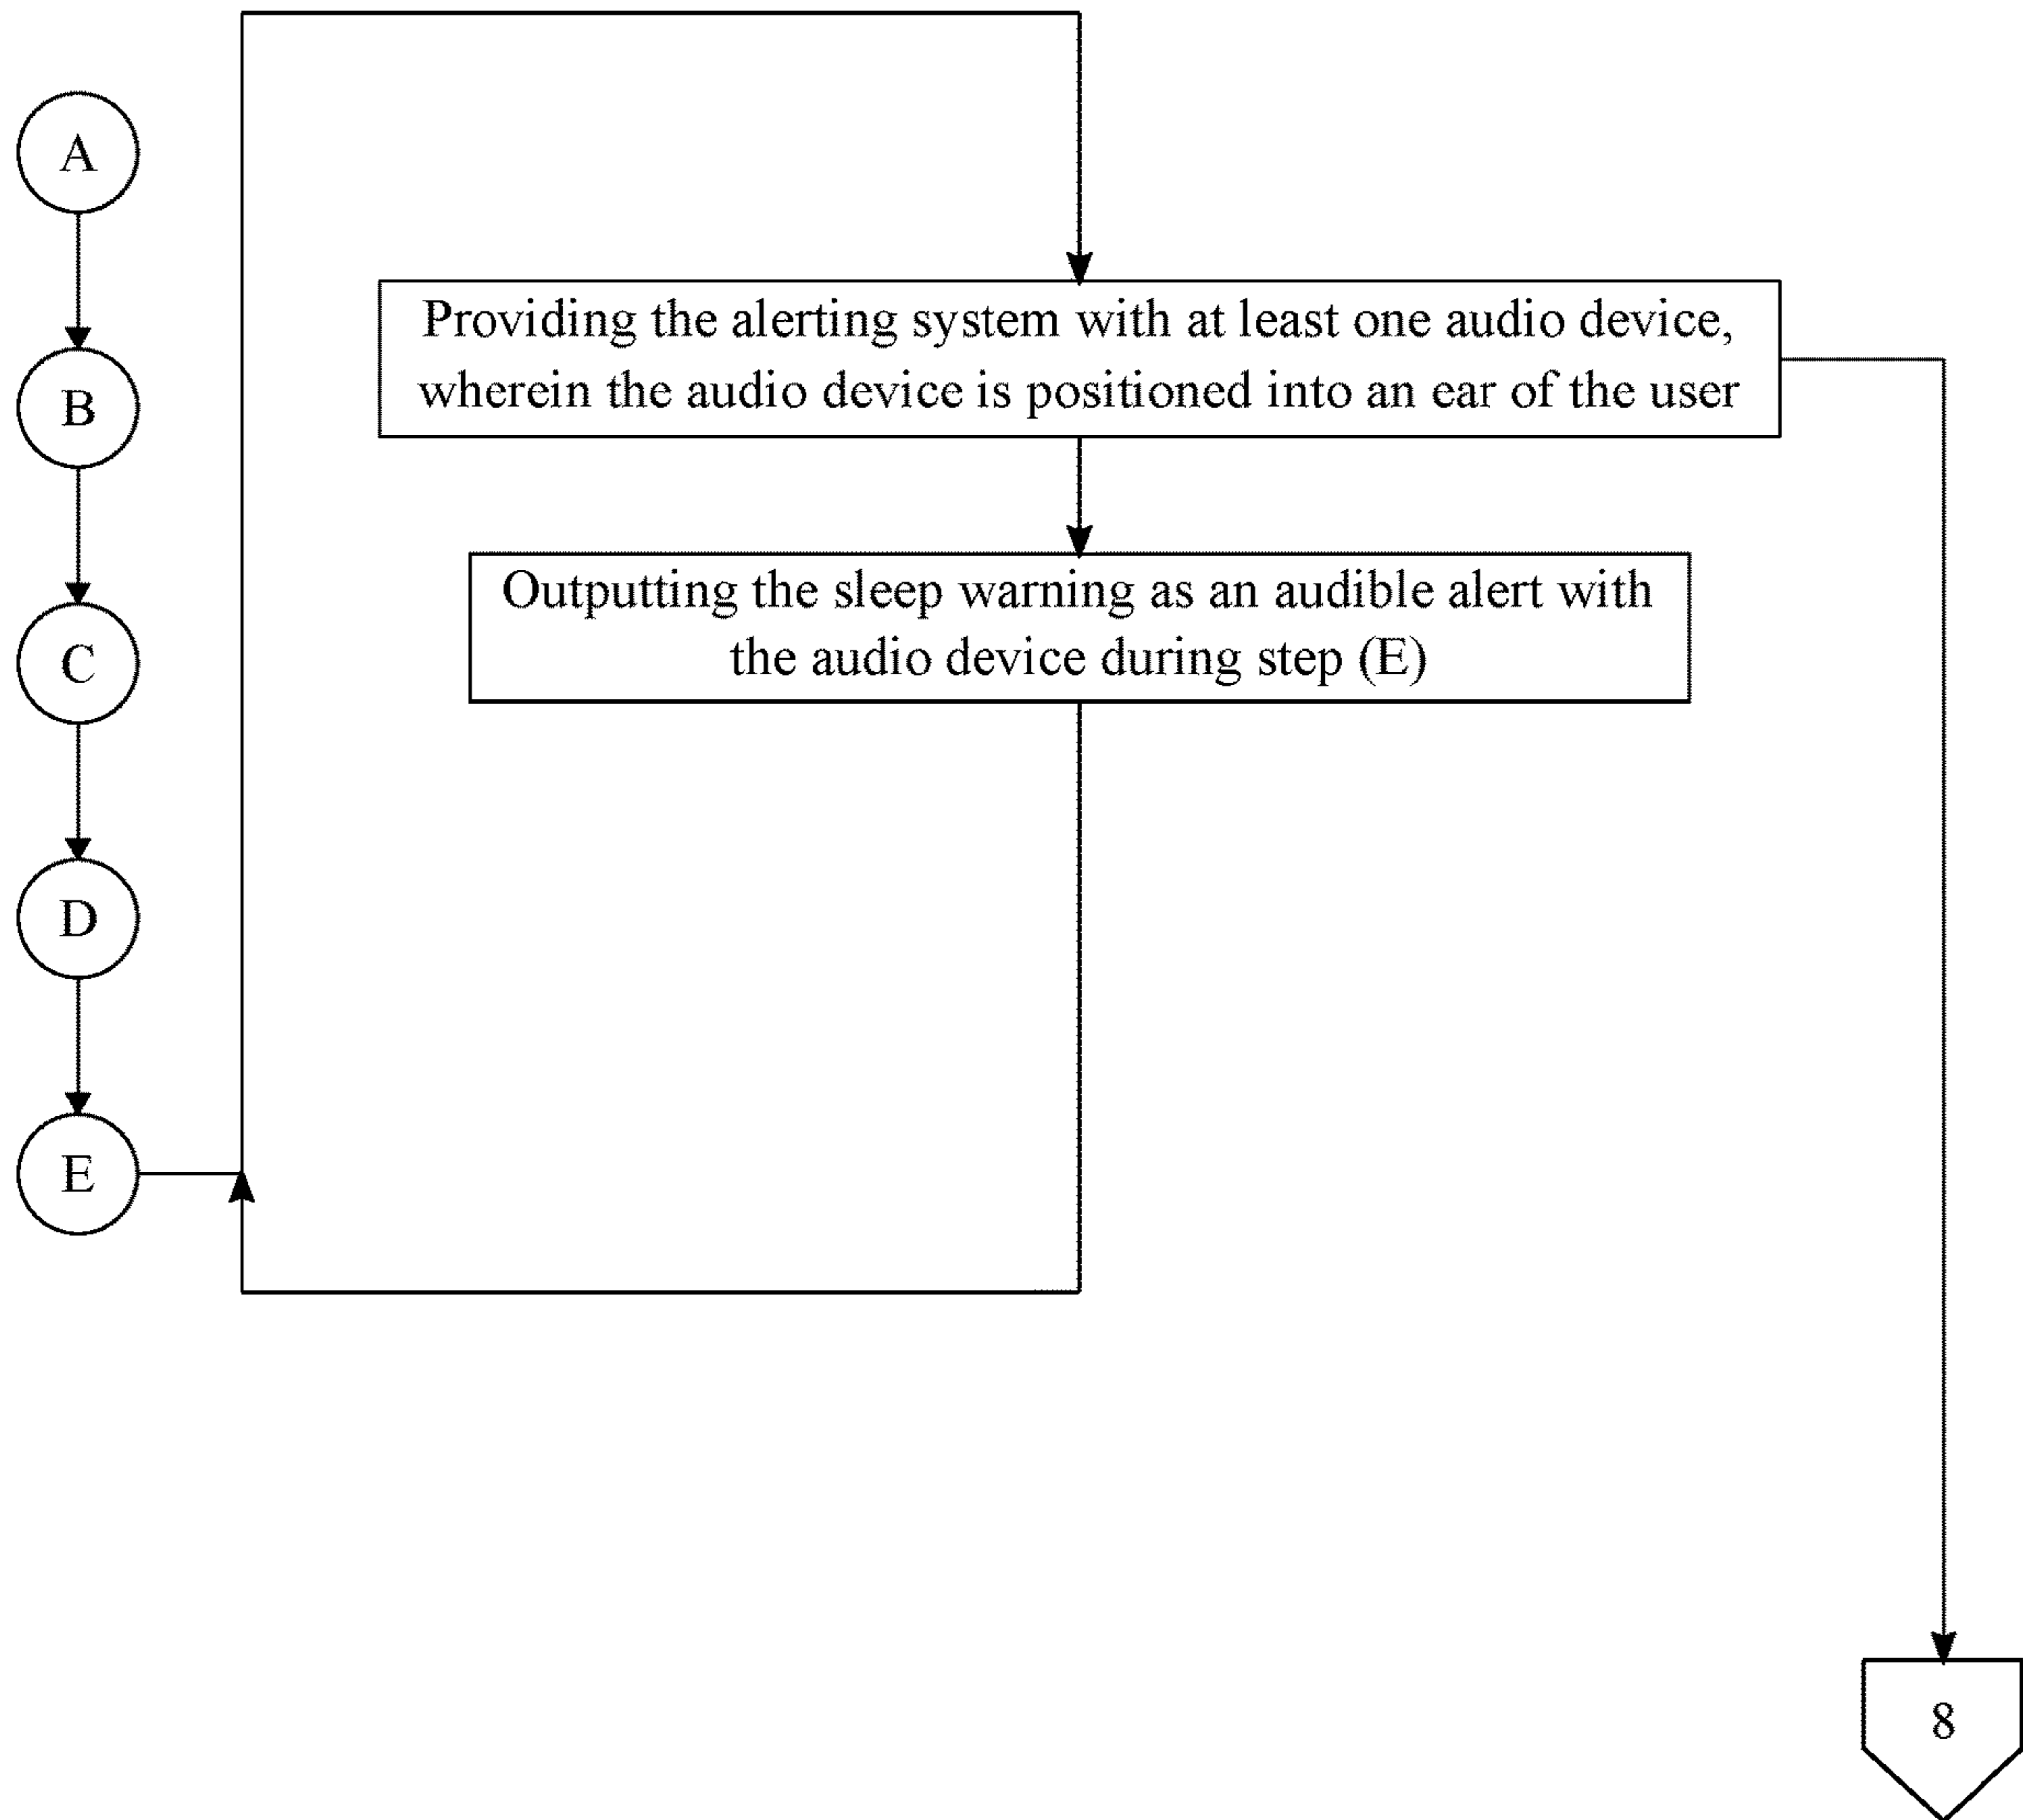 A
B
C
D
E
Providing the alerting system with at least one audio device,
wherein the audio device is positioned into an ear of the user
Outputting the sleep warning as an audible alert with
the audio device during step (E)
8